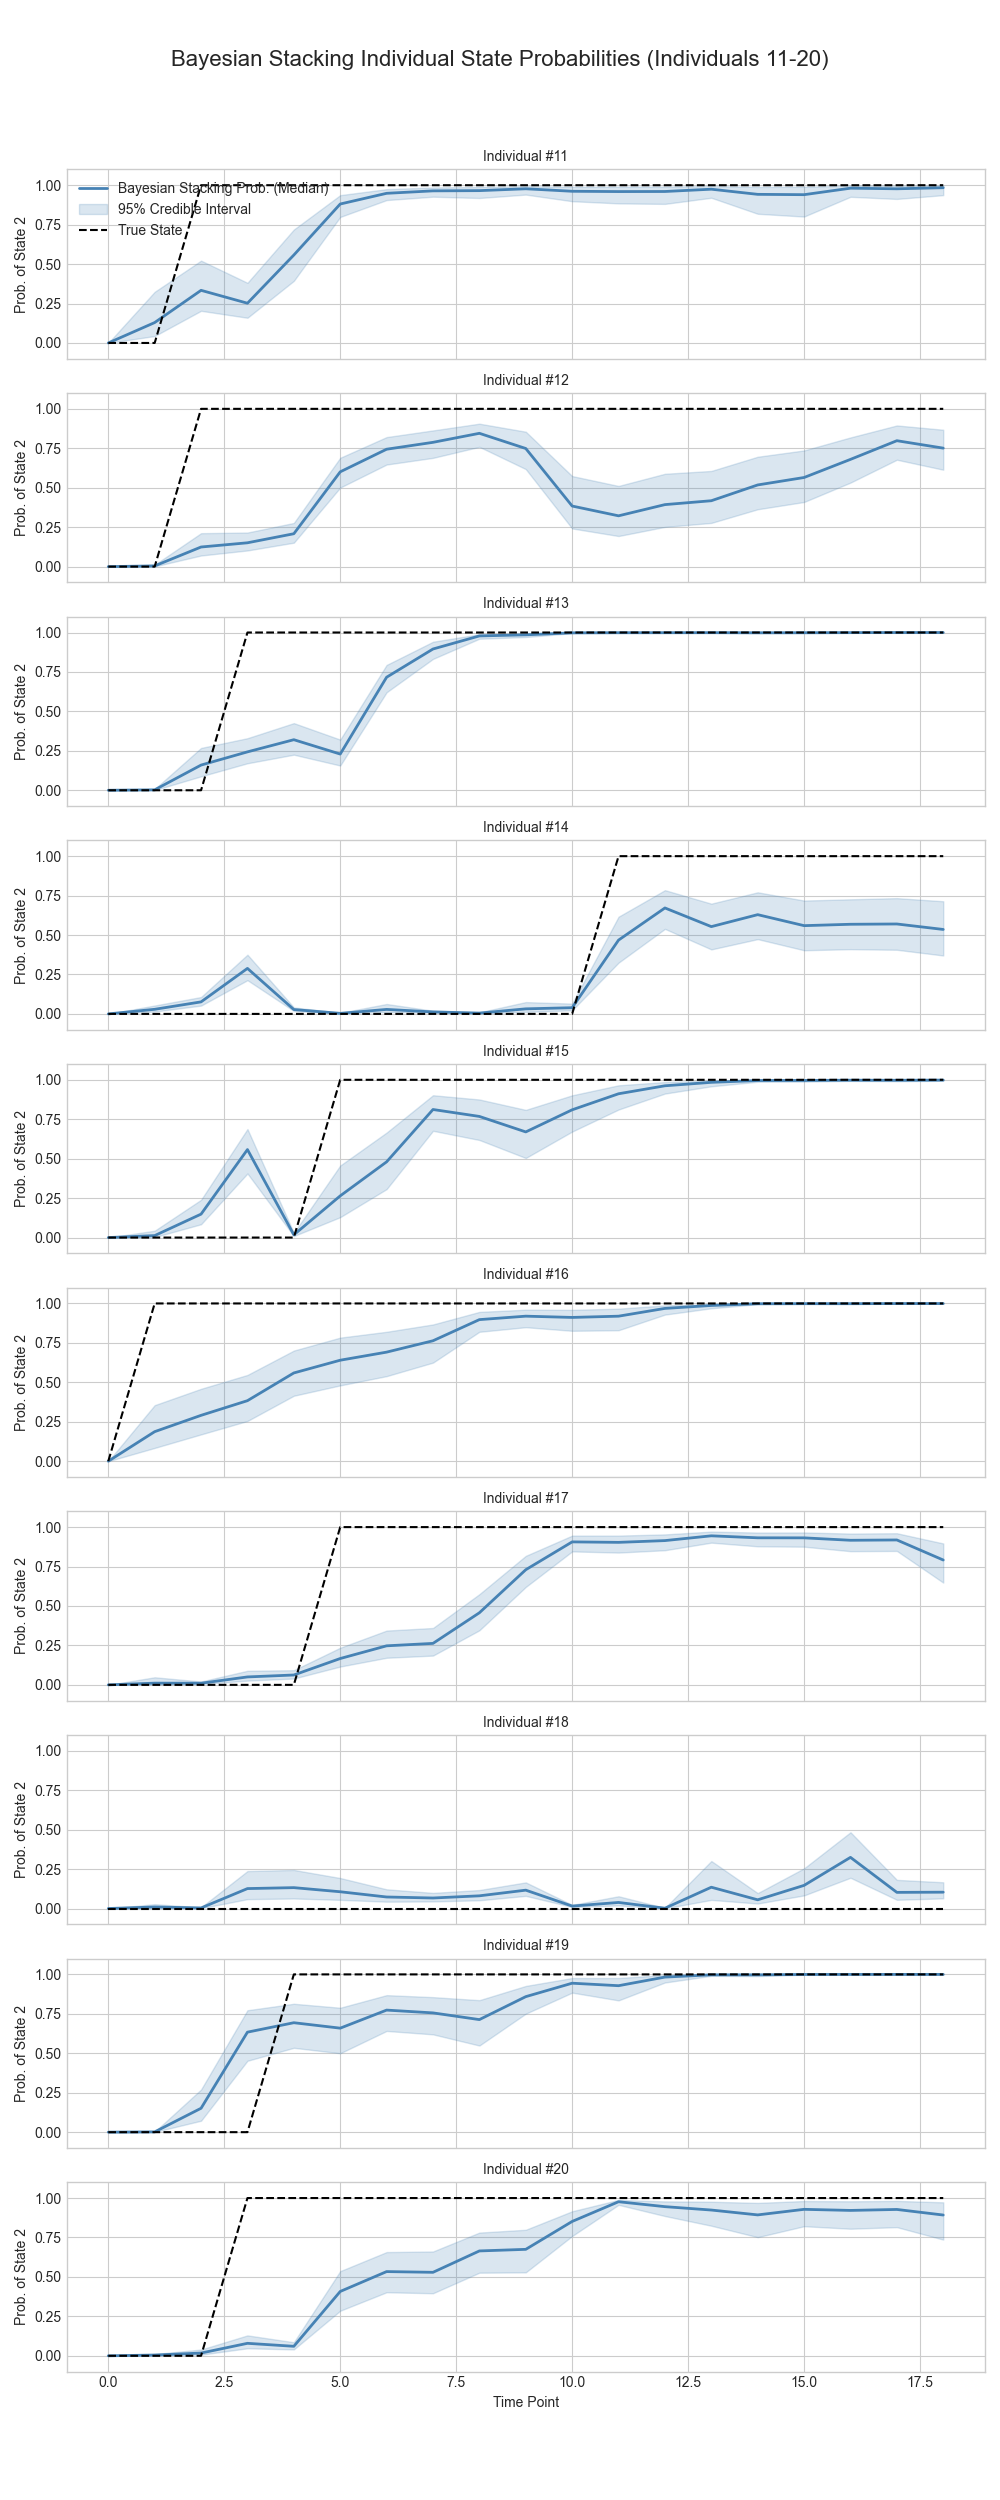 Bayesian Stacking Individual State Probabilities (Individuals 11-20)
Individual #11
Prob. of State 2
1.00
0.75
0.50
0.25
0.00
Bayesian Stacking Prob. (Median)
95% Credible Interval
True State
Individual #12
Prob. of State 2
1.00
0.75
0.50
0.25
0.00
Individual #13
Prob. of State 2
1.00
0.75
0.50
0.25
0.00
Individual #14
Prob. of State 2
1.00
0.75
0.50
0.25
0.00
Individual #15
Prob. of State 2
1.00
0.75
0.50
0.25
0.00
Individual #16
Prob. of State 2
1.00
0.75
0.50
0.25
0.00
Individual #17
Prob. of State 2
1.00
0.75
0.50
0.25
0.00
Individual #18
Prob. of State 2
1.00
0.75
0.50
0.25
0.00
Individual #19
Prob. of State 2
1.00
0.75
0.50
0.25
0.00
Individual #20
Prob. of State 2
1.00
0.75
0.50
0.25
0.00
0.0 2.5 5.0 7.5 10.0 12.5 15.0 17.5
Time Point